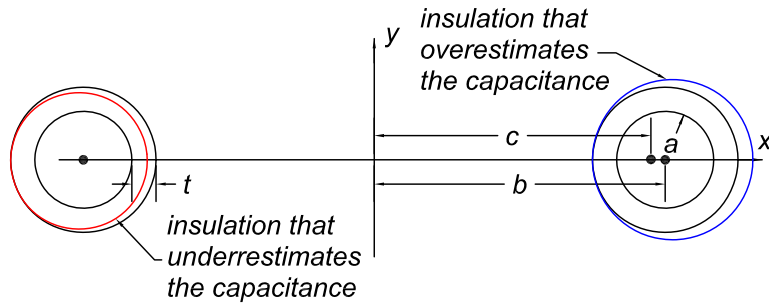 insulation that
overestimates
the capacitance
y
x
c
a
t
b
insulation that
underrestimates
the capacitance